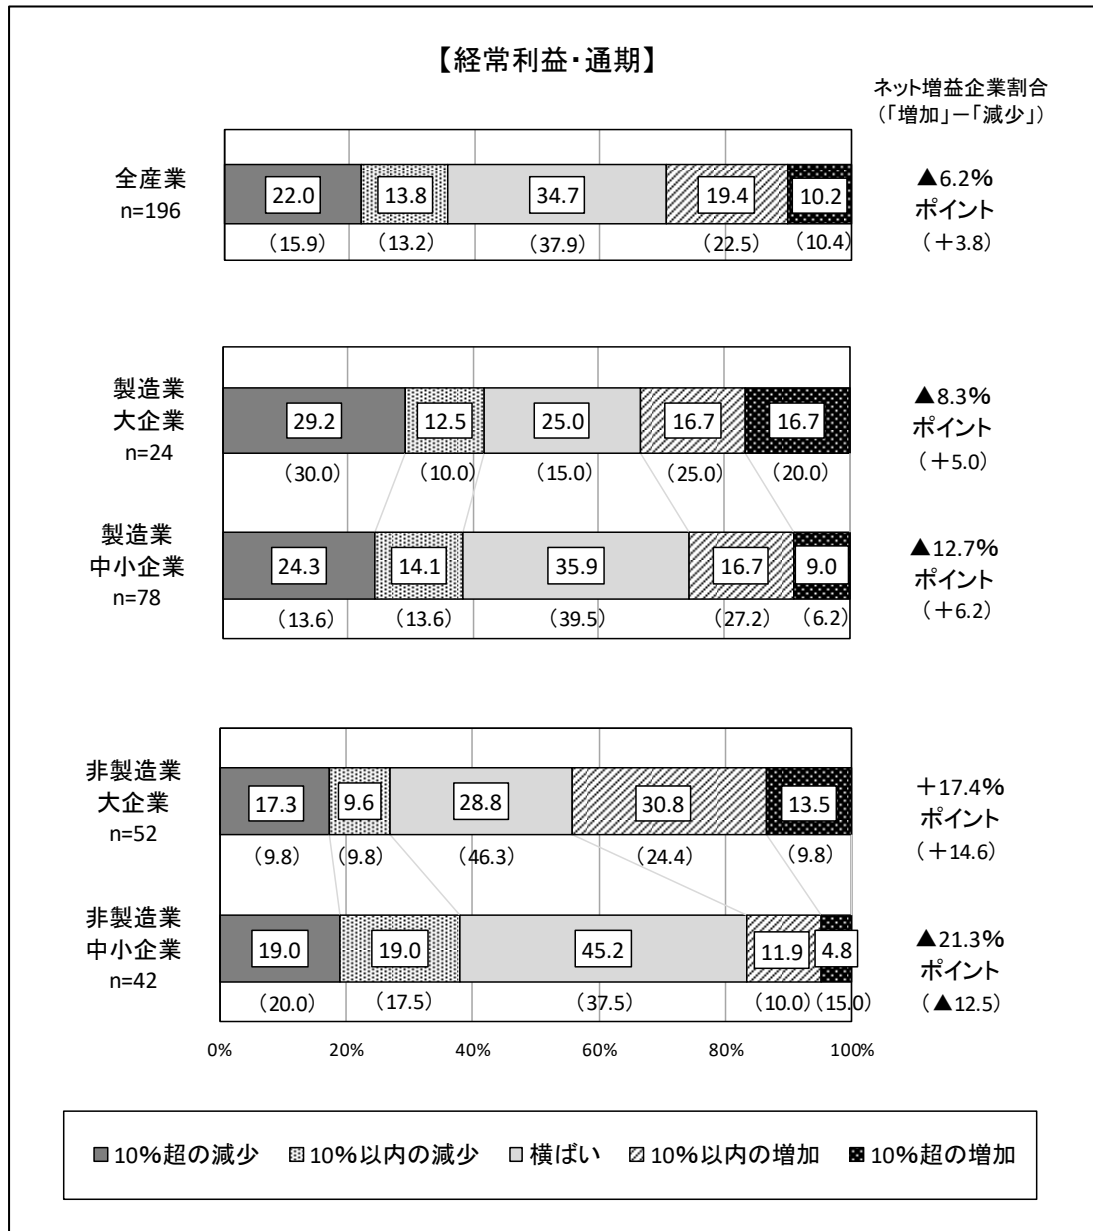 【経常利益・通期】
ネット増益企業割合
（「増加」－「減少」）
全産業
n=196
22.0 13.8 34.7 19.4 10.2
（15.9） （13.2） （37.9） （22.5） （10.4）
▲6.2%
ポイント
（＋3.8）
製造業
大企業
n=24
29.2 12.5 25.0 16.7 16.7
（30.0） （10.0） （15.0） （25.0） （20.0）
▲8.3%
ポイント
（＋5.0）
製造業
中小企業
n=78
24.3 14.1 35.9 16.7 9.0
（13.6） （13.6） （39.5） （27.2） （6.2）
▲12.7%
ポイント
（＋6.2）
非製造業
大企業
n=52
17.3 9.6 28.8 30.8 13.5
（9.8） （9.8） （46.3） （24.4） （9.8）
＋17.4%
ポイント
（＋14.6）
非製造業
中小企業
n=42
19.0 19.0 45.2 11.9 4.8
（20.0） （17.5） （37.5） （10.0） （15.0）
▲21.3%
ポイント
（▲12.5）
0% 20% 40% 60% 80% 100%
10%超の減少 10%以内の減少 横ばい 10%以内の増加 10%超の増加